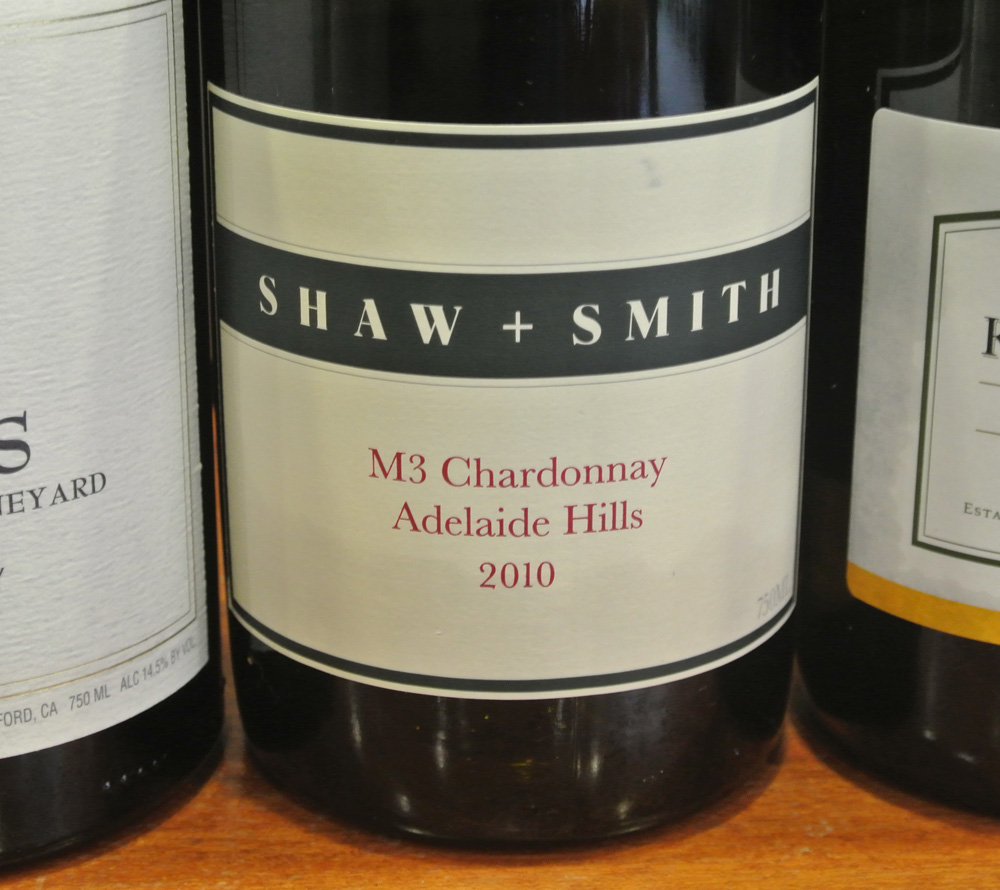 S
NEYARD
FORD, CA 750 ML ALC 14.5% BY VOL.
SHAW + SMITH
M3 Chardonnay
Adelaide Hills
2010
750ML
K
ESTA